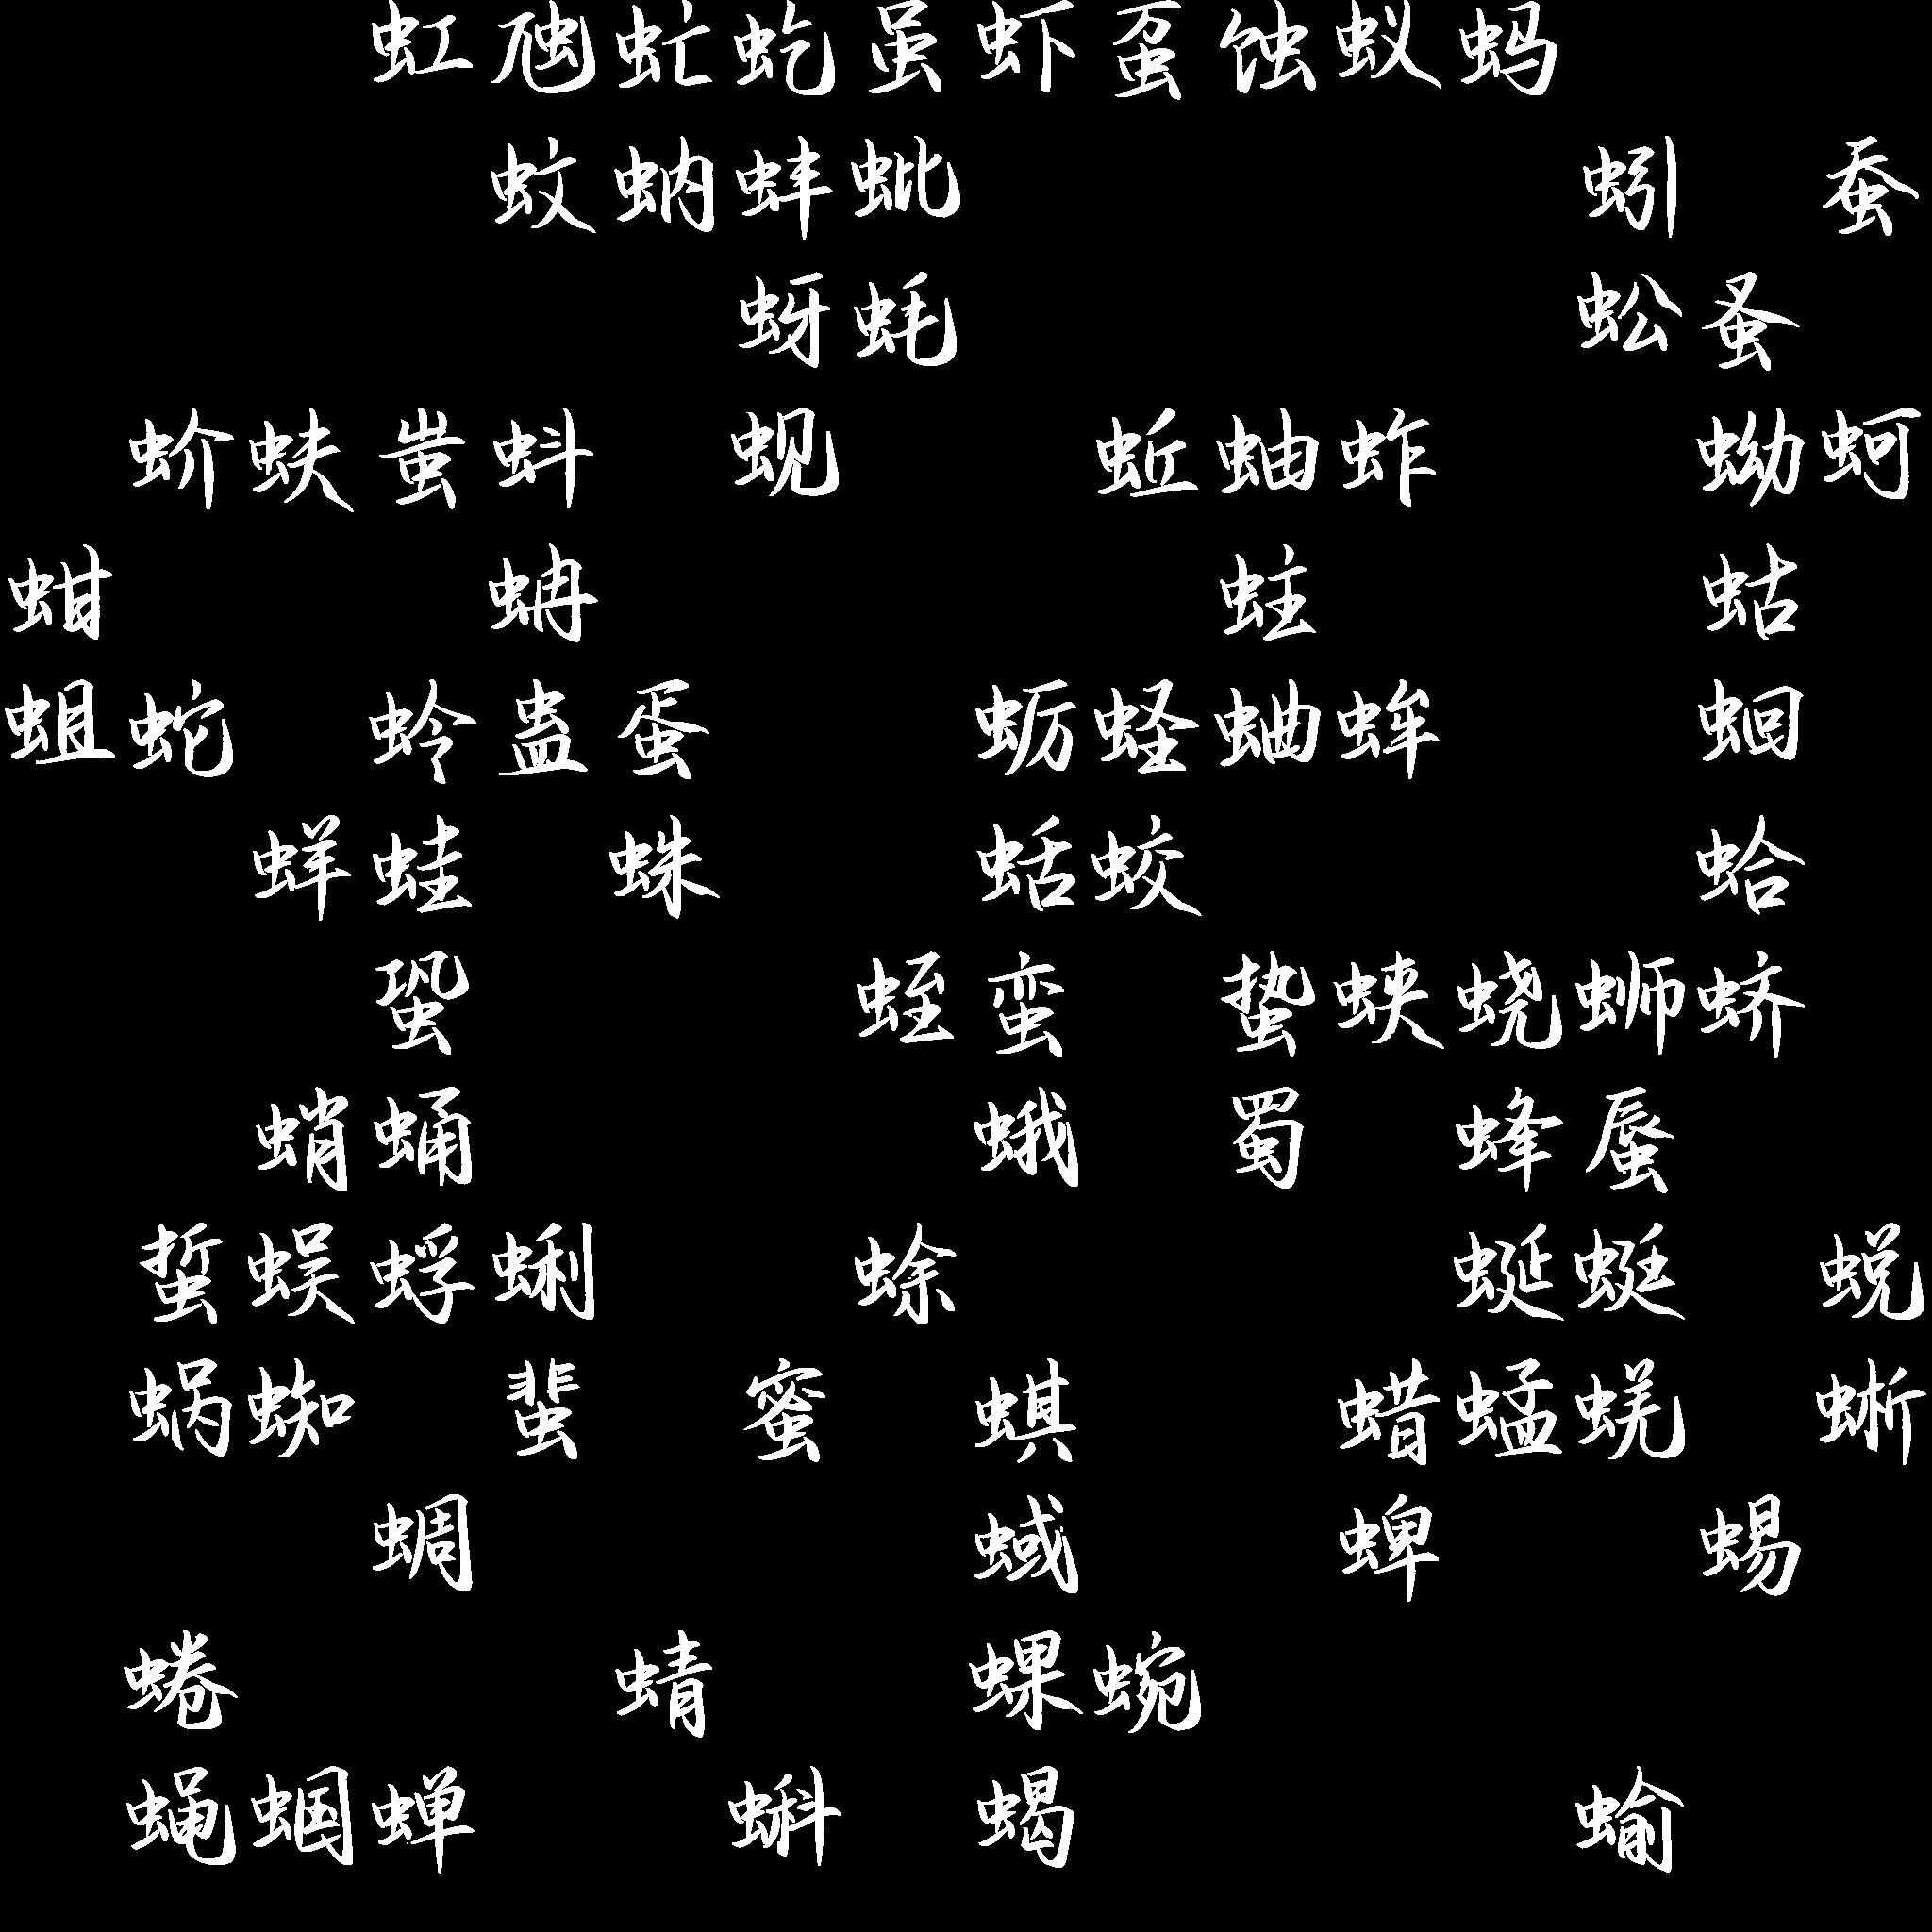 虹虺虻虼虽虾虿蚀蚁蚂
蚊蚋蚌蚍 蚓 蚕
蚜蚝 蚣蚤
蚧蚨蚩蚪 蚬 蚯蚰蚱 蚴蚵
蚶 蚺 蛀 蛄
蛆蛇 蛉蛊蛋 蛎蛏蛐蛑 蛔
蛘蛙 蛛 蛞蛟 蛤
蛩 蛭蛮 蛰蛱蛲蛳蛴
蛸蛹 蛾 蜀 蜂蜃
蜇蜈蜉蜊 蜍 蜒蜓 蜕
蜗蜘 蜚 蜜 蜞 蜡蜢蜣 蜥
蜩 蜮 蜱 蜴
蜷 蜻 蜾蜿
蝇蝈蝉 蝌 蝎 蝓